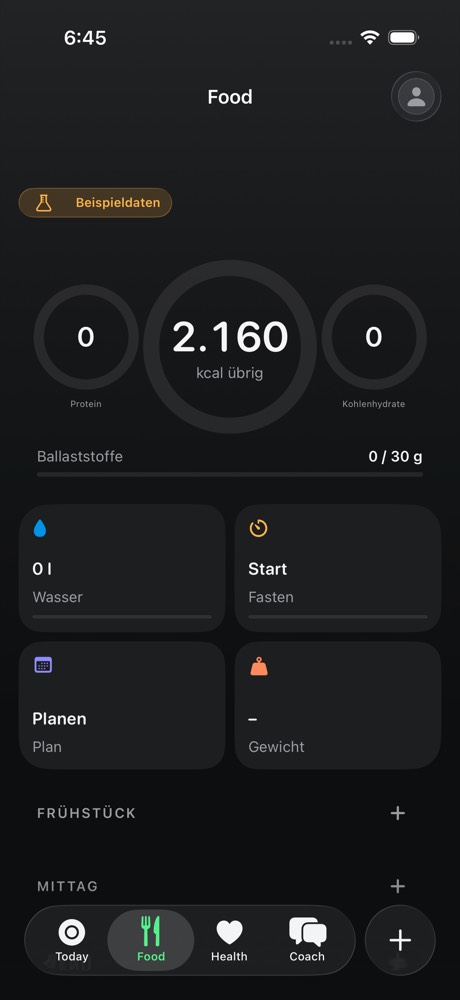 6:45
Food
Beispieldaten
0
2.160
kcal übrig
0
Protein
Kohlenhydrate
Ballaststoffe 0 / 30 g
0 l
Wasser
Start
Fasten
Planen
Plan
–
Gewicht
FRÜHSTÜCK
MITTAG
Today
Food
Health
Coach